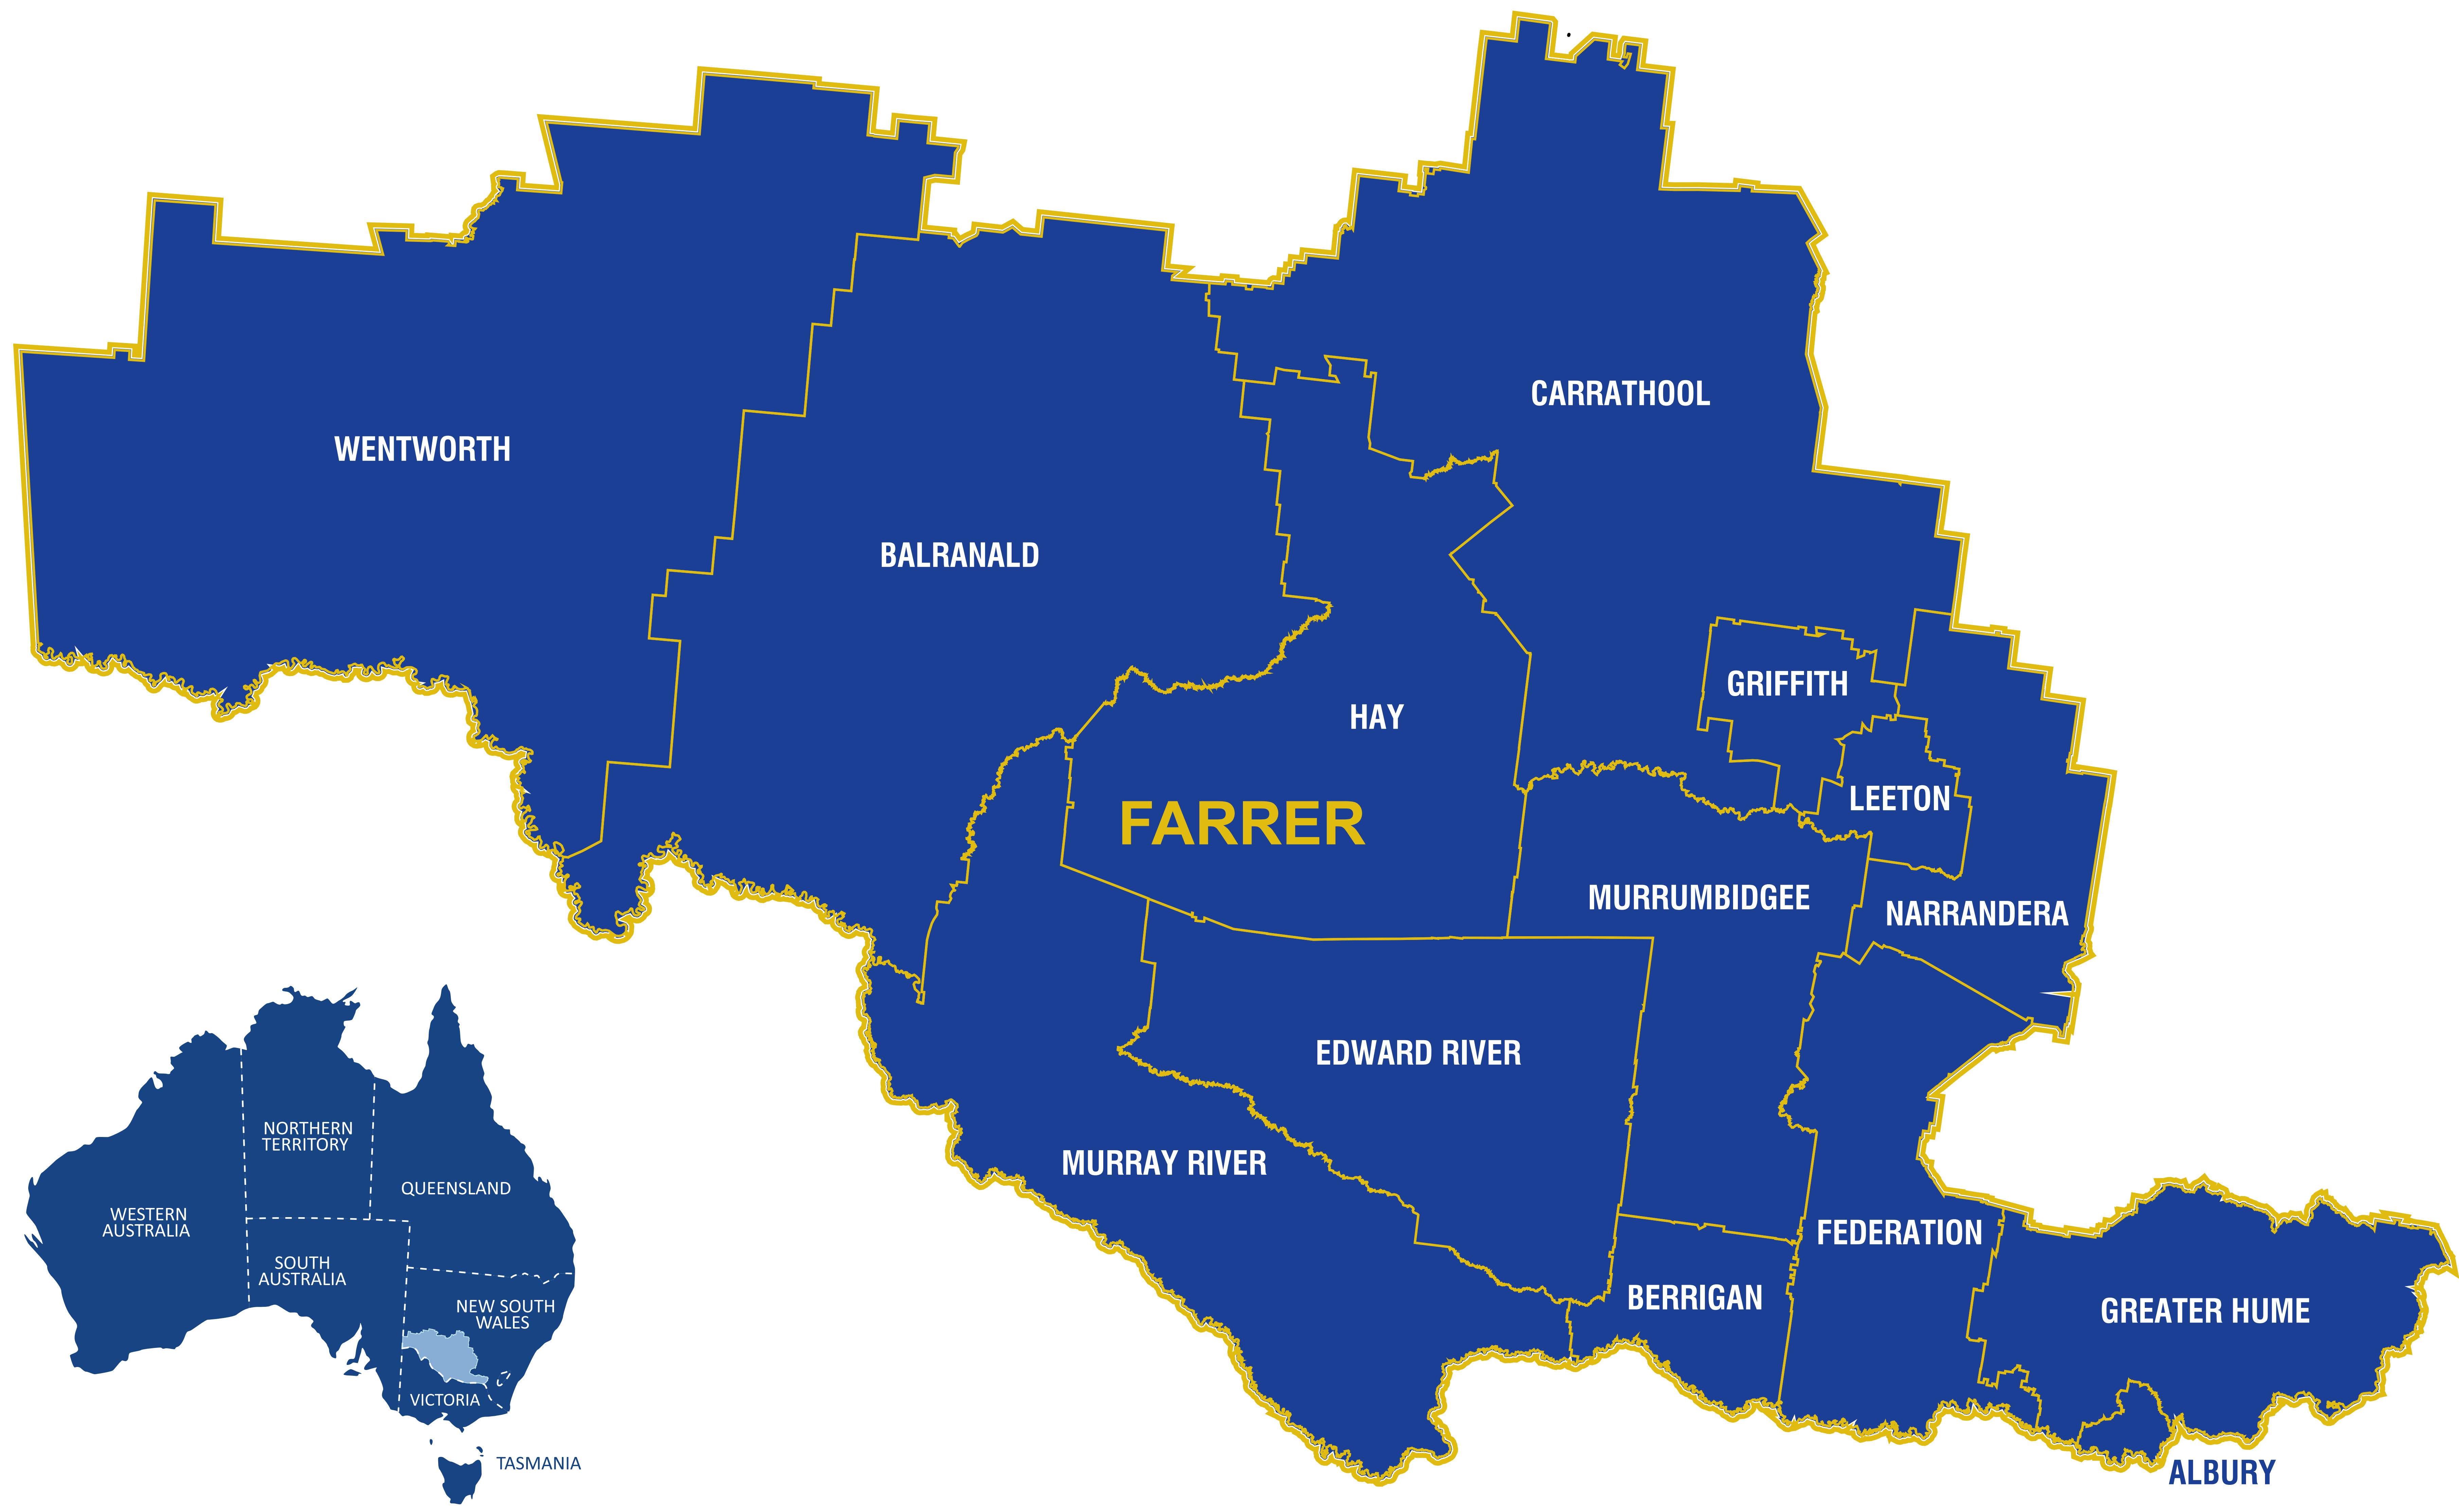 CARRATHOOL
WENTWORTH
BALRANALD
GRIFFITH
HAY
LEETON
FARRER
MURRUMBIDGEE
NARRANDERA
EDWARD RIVER
MURRAY RIVER
FEDERATION
BERRIGAN
GREATER HUME
ALBURY
NORTHERN
TERRITORY
QUEENSLAND
WESTERN
AUSTRALIA
SOUTH
AUSTRALIA
NEW SOUTH
WALES
VICTORIA
TASMANIA